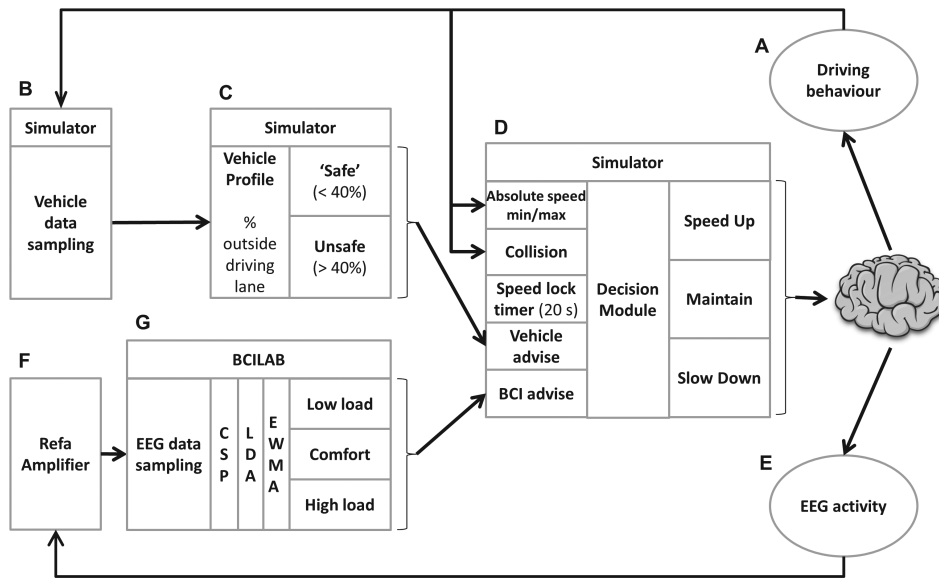 A
Driving
behaviour
B
Simulator
Vehicle
data
sampling
C
Simulator
Vehicle
Profile
%
outside
driving
lane
‘Safe’
(< 40%)
Unsafe
(> 40%)
D
Simulator
Absolute speed
min/max
Collision
Speed lock
timer (20 s)
Vehicle
advise
BCI advise
Decision
Module
Speed Up
Maintain
Slow Down
E
EEG activity
F
Refa
Amplifier
G
BCILAB
EEG data
sampling
C
S
P
L
D
A
E
W
M
A
Low load
Comfort
High load